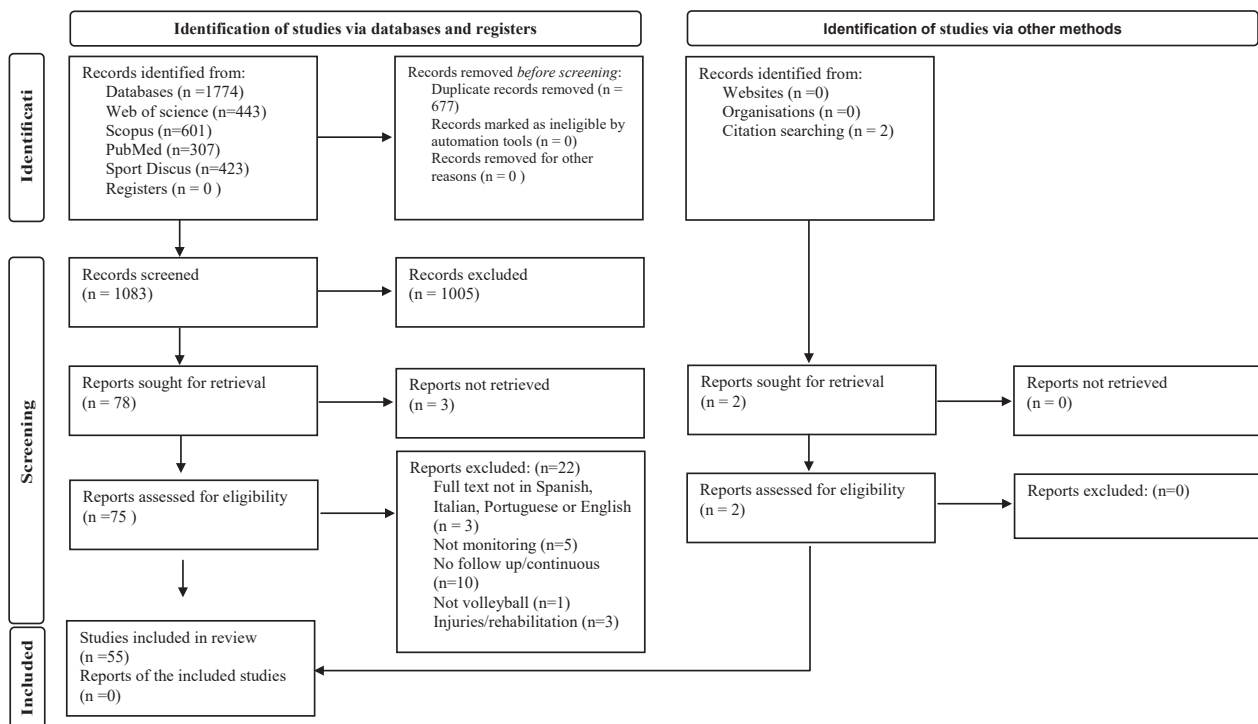 Identification of studies via databases and registers
Identification of studies via other methods
Identificati
Records identified from:
Databases (n =1774)
Web of science (n=443)
Scopus (n=601)
PubMed (n=307)
Sport Discus (n=423)
Registers (n = 0 )
Records removed before screening:
Duplicate records removed (n =
677)
Records marked as ineligible by
automation tools (n = 0)
Records removed for other
reasons (n = 0 )
Records identified from:
Websites (n =0)
Organisations (n =0)
Citation searching (n = 2)
Screening
Records screened
(n = 1083)
Records excluded
(n = 1005)
Reports sought for retrieval
(n = 78)
Reports not retrieved
(n = 3)
Reports sought for retrieval
(n = 2)
Reports not retrieved
(n = 0)
Reports assessed for eligibility
(n =75 )
Reports excluded: (n=22)
Full text not in Spanish,
Italian, Portuguese or English
(n = 3)
Not monitoring (n=5)
No follow up/continuous
(n=10)
Not volleyball (n=1)
Injuries/rehabilitation (n=3)
Reports assessed for eligibility
(n = 2)
Reports excluded: (n=0)
Included
Studies included in review
(n =55)
Reports of the included studies
(n =0)